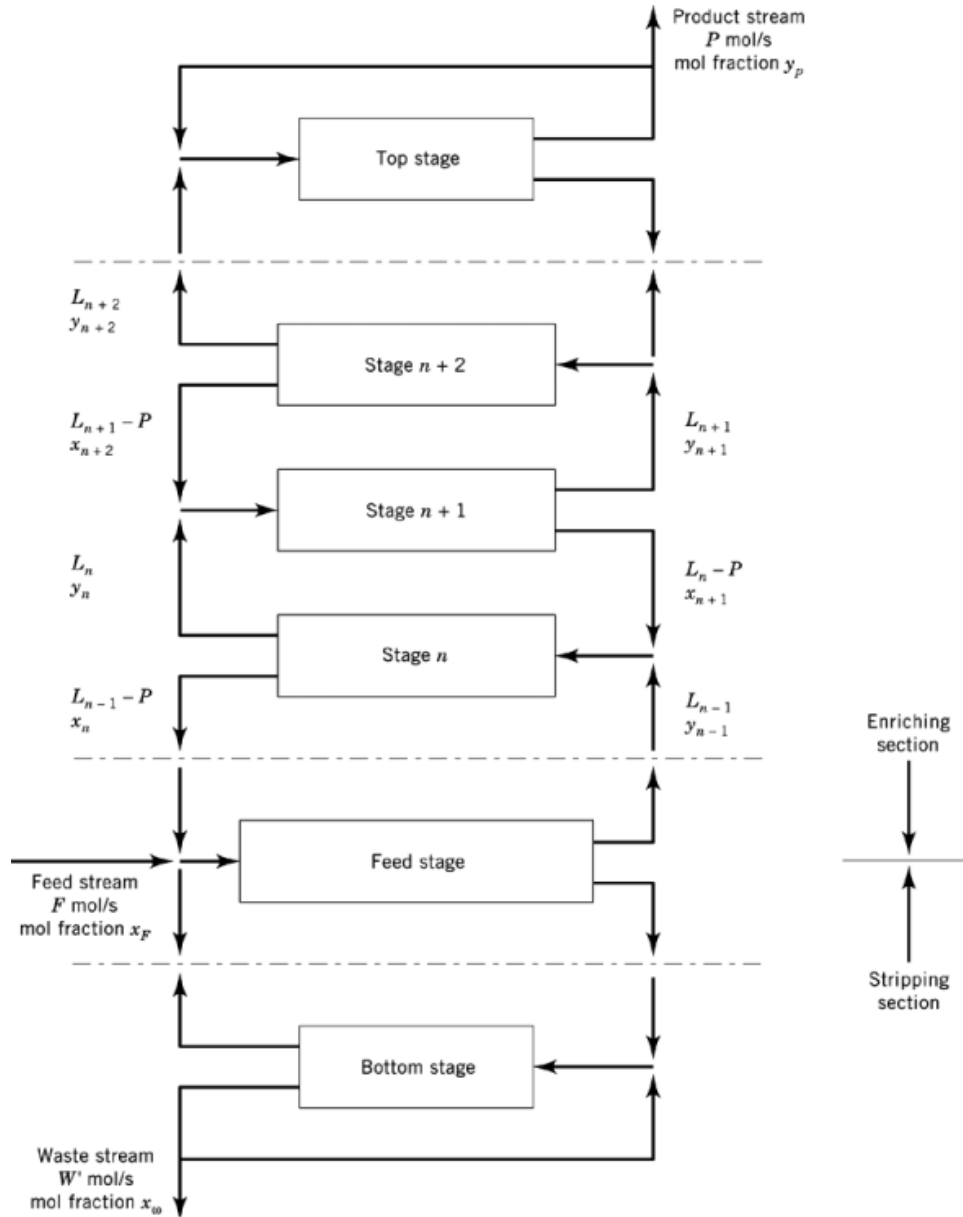 Product stream
P mol/s
mol fraction y_p
Top stage
L_{n + 2}
y_{n + 2}
Stage n + 2
L_{n + 1} − P
x_{n + 2}
L_{n + 1}
y_{n + 1}
Stage n + 1
L_n
y_n
L_n − P
x_{n + 1}
Stage n
L_{n − 1} − P
x_n
L_{n − 1}
y_{n − 1}
Enriching
section
Feed stage
Feed stream
F mol/s
mol fraction x_F
Stripping
section
Bottom stage
Waste stream
W' mol/s
mol fraction x_ω